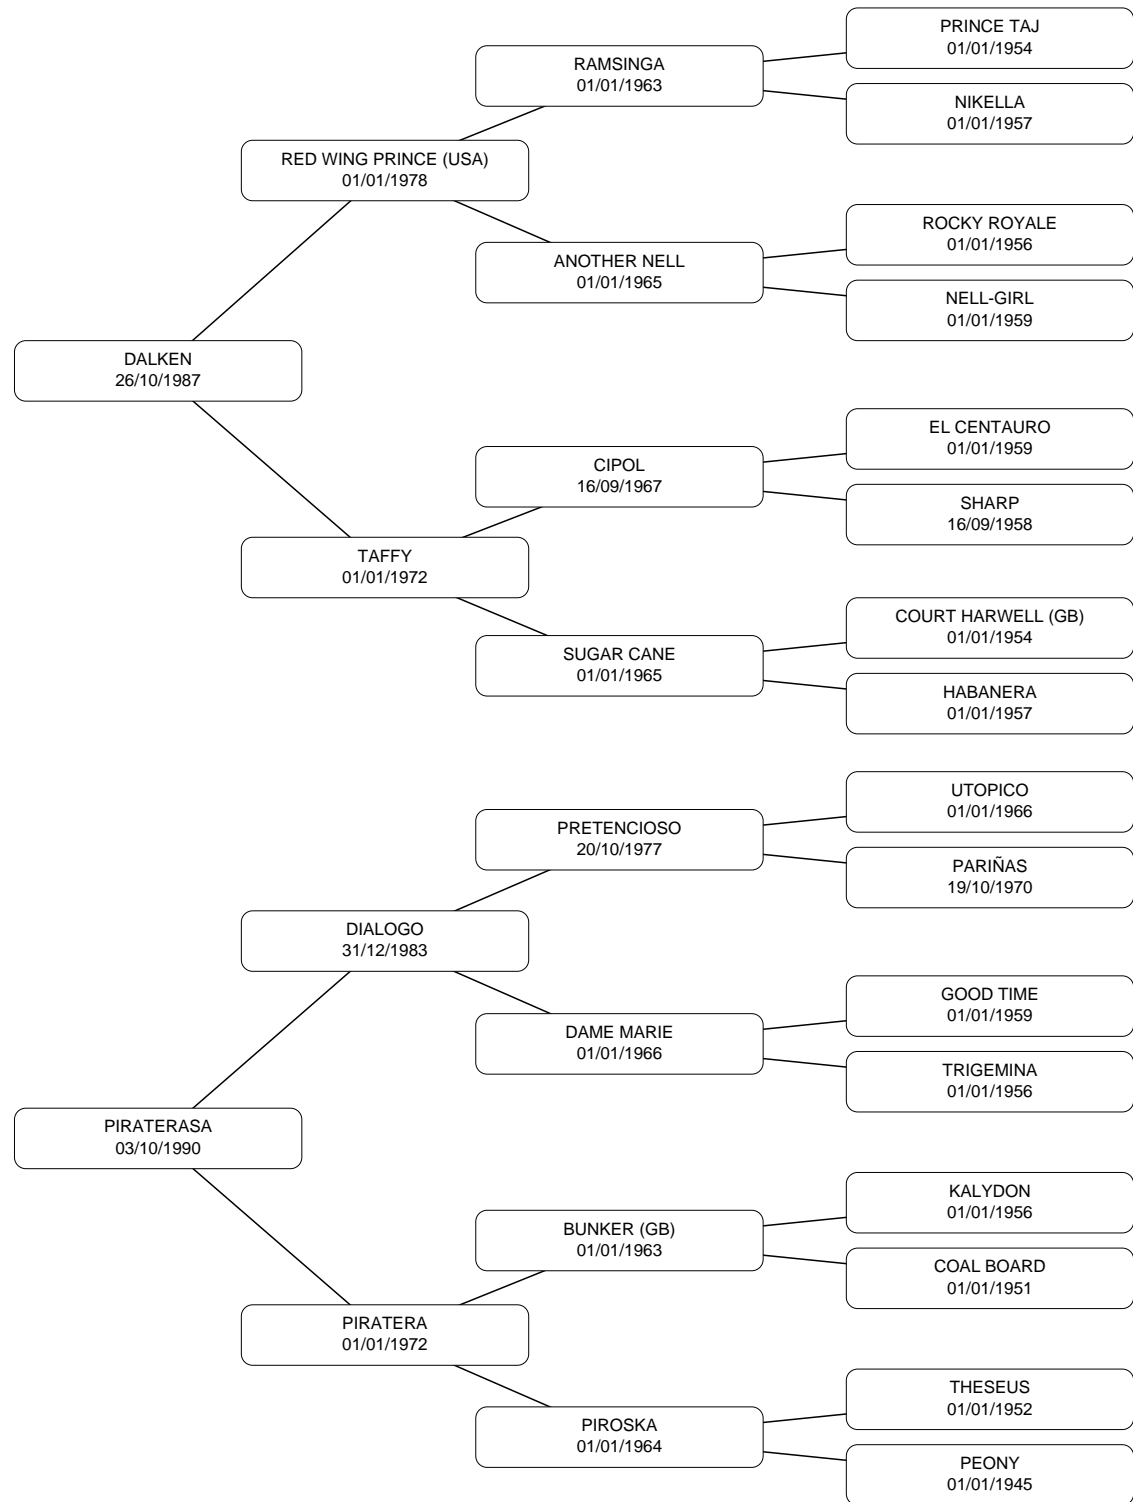 PRINCE TAJ
01/01/1954
RAMSINGA
01/01/1963
NIKELLA
01/01/1957
RED WING PRINCE (USA)
01/01/1978
ROCKY ROYALE
01/01/1956
ANOTHER NELL
01/01/1965
NELL-GIRL
01/01/1959
DALKEN
26/10/1987
EL CENTAURO
01/01/1959
CIPOL
16/09/1967
SHARP
16/09/1958
TAFFY
01/01/1972
COURT HARWELL (GB)
01/01/1954
SUGAR CANE
01/01/1965
HABANERA
01/01/1957
UTOPICO
01/01/1966
PRETENCIOSO
20/10/1977
PARIÑAS
19/10/1970
DIALOGO
31/12/1983
GOOD TIME
01/01/1959
DAME MARIE
01/01/1966
TRIGEMINA
01/01/1956
PIRATERASA
03/10/1990
KALYDON
01/01/1956
BUNKER (GB)
01/01/1963
COAL BOARD
01/01/1951
PIRATERA
01/01/1972
THESEUS
01/01/1952
PIROSKA
01/01/1964
PEONY
01/01/1945